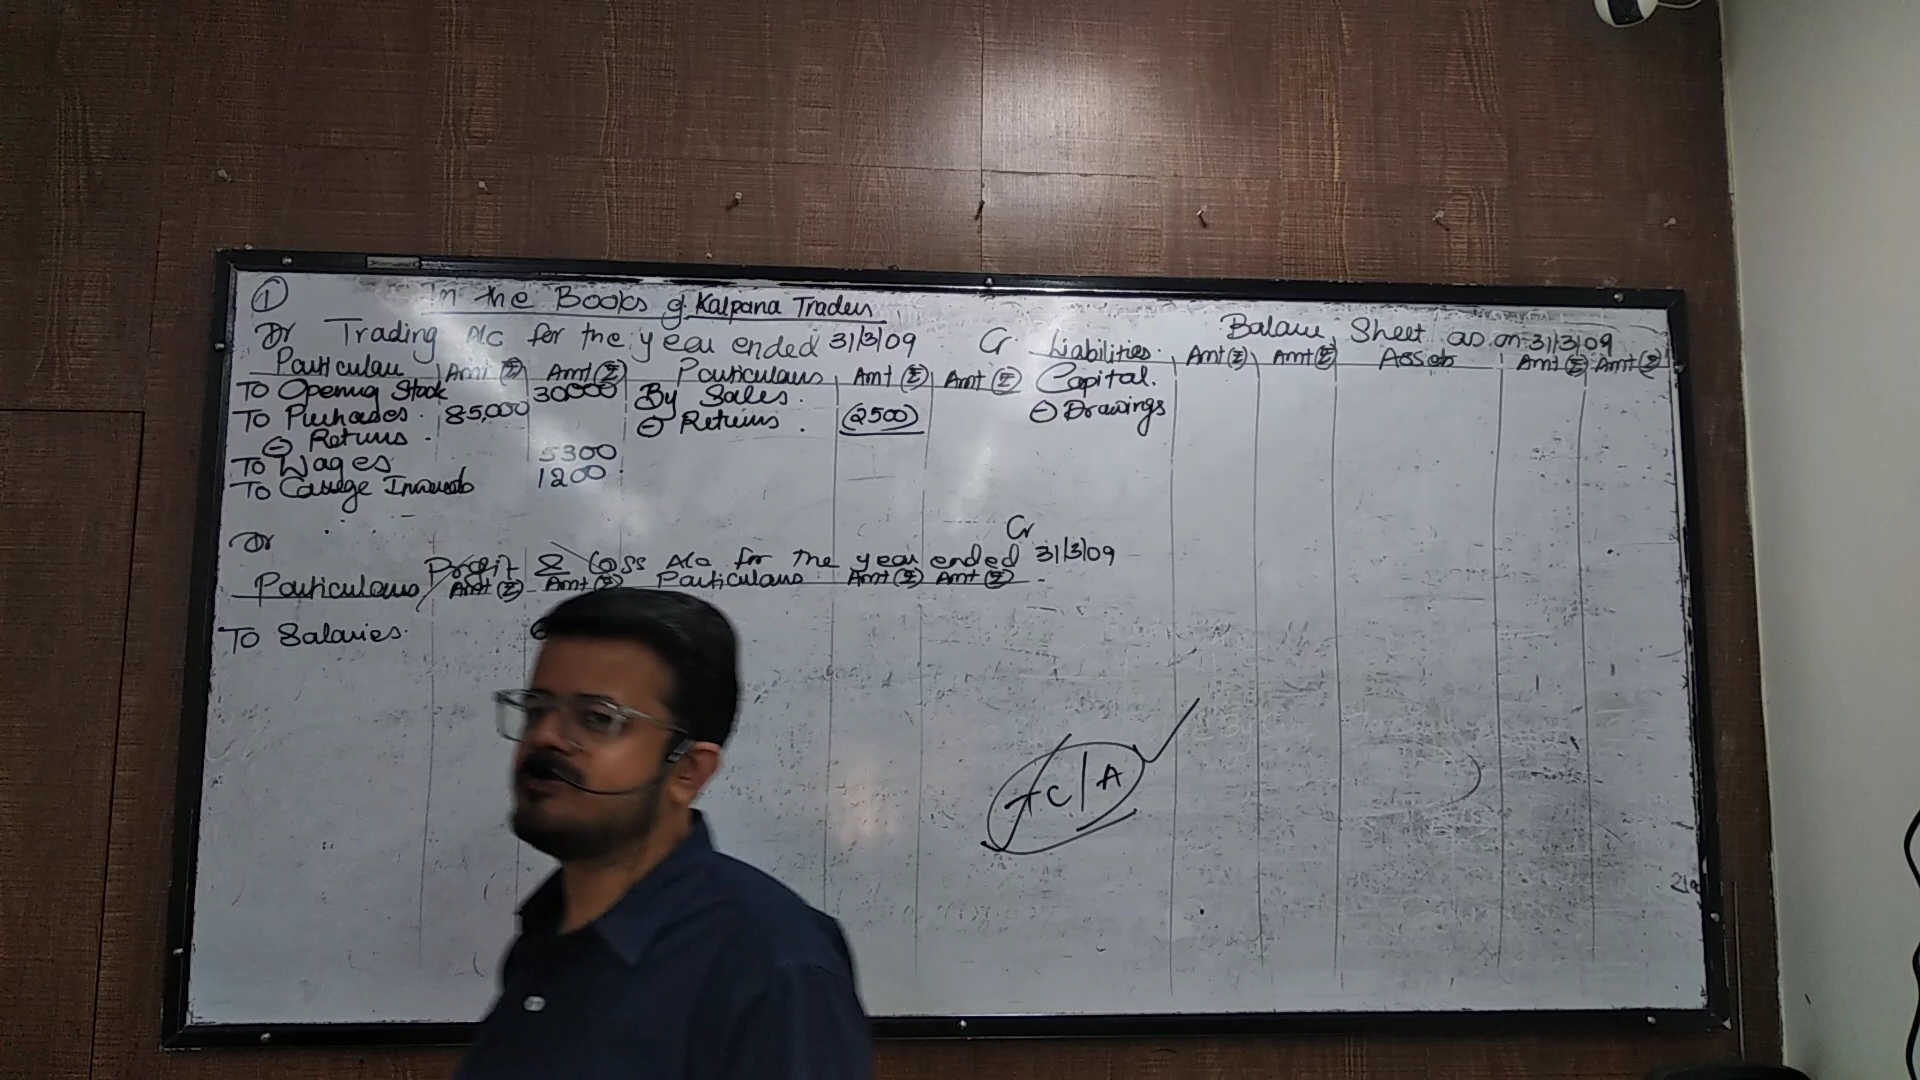 ① In the Books of Kalpana Traders
Dr Trading A/c for the year ended 31/3/09 Cr
Particulars Amt (₹) Amt (₹) Particulars Amt (₹) Amt (₹)
To Opening Stock 30000 By Sales.
To Purchases. 85,000 ⊖ Returns. (2500)
⊖ Returns.
To Wages 5300
To Carriage Inwards 1200
Dr Cr
Profit & Loss A/c for the year ended 31/3/09
Particulars Amt (₹) Amt (₹) Particulars Amt (₹) Amt (₹)
To Salaries.
Balance Sheet as on 31/3/09
Liabilities. Amt (₹) Amt (₹) Assets Amt (₹) Amt (₹)
Capital.
⊖ Drawings